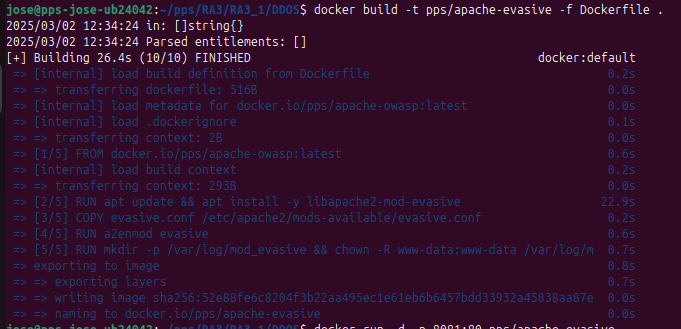 jose@pps-jose-ub24042:~/pps/RA3/RA3_1/DDOS$ docker build -t pps/apache-evasive -f Dockerfile .
2025/03/02 12:34:24 in: []string{}
2025/03/02 12:34:24 Parsed entitlements: []
[+] Building 26.4s (10/10) FINISHED docker:default
=> [internal] load build definition from Dockerfile 0.2s
=> => transferring dockerfile: 516B 0.0s
=> [internal] load metadata for docker.io/pps/apache-owasp:latest 0.0s
=> [internal] load .dockerignore 0.1s
=> => transferring context: 2B 0.0s
=> [1/5] FROM docker.io/pps/apache-owasp:latest 0.6s
=> [internal] load build context 0.2s
=> => transferring context: 293B 0.0s
=> [2/5] RUN apt update && apt install -y libapache2-mod-evasive 22.9s
=> [3/5] COPY evasive.conf /etc/apache2/mods-available/evasive.conf 0.2s
=> [4/5] RUN a2enmod evasive 0.6s
=> [5/5] RUN mkdir -p /var/log/mod_evasive && chown -R www-data:www-data /var/log/m 0.7s
=> exporting to image 0.8s
=> => exporting layers 0.7s
=> => writing image sha256:52e88fe6c8204f3b22aa495ec1e61eb6b6457bdd33932a45838aa87e 0.0s
=> => naming to docker.io/pps/apache-evasive 0.0s
jose@pps-jose-ub24042:~/pps/RA3/RA3_1/DDOS$ docker run -d -p 8081:80 pps/apache-evasive